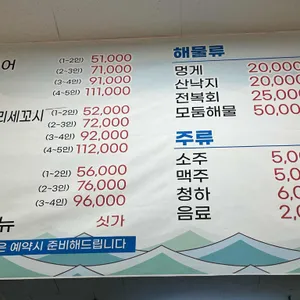 어
(1-2인) 51,000
(2-3인) 71,000
(3-4인) 91,000
(4-5인) 111,000
리세꼬시 (1-2인) 52,000
(2-3인) 72,000
(3-4인) 92,000
(4-5인) 112,000
(1-2인) 56,000
(2-3인) 76,000
(3-4인) 96,000
뉴 싯가
은 예약시 준비해드립니다
해물류
멍게 20,000
산낙지 20,000
전복회 25,000
모둠해물 50,000
주류
소주 5,0
맥주 5,0
청하 6,0
음료 2,0